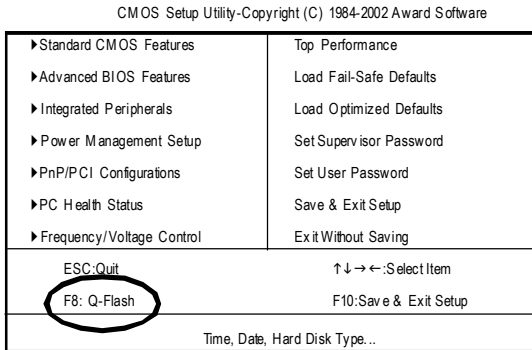 CMOS Setup Utility-Copyright (C) 1984-2002 Award Software
▶Standard CMOS Features
▶Advanced BIOS Features
▶Integrated Peripherals
▶Power Management Setup
▶PnP/PCI Configurations
▶PC Health Status
▶Frequency/Voltage Control
Top Performance
Load Fail-Safe Defaults
Load Optimized Defaults
Set Supervisor Password
Set User Password
Save & Exit Setup
Exit Without Saving
ESC:Quit
↑↓→←:Select Item
F8: Q-Flash
F10:Save & Exit Setup
Time, Date, Hard Disk Type...